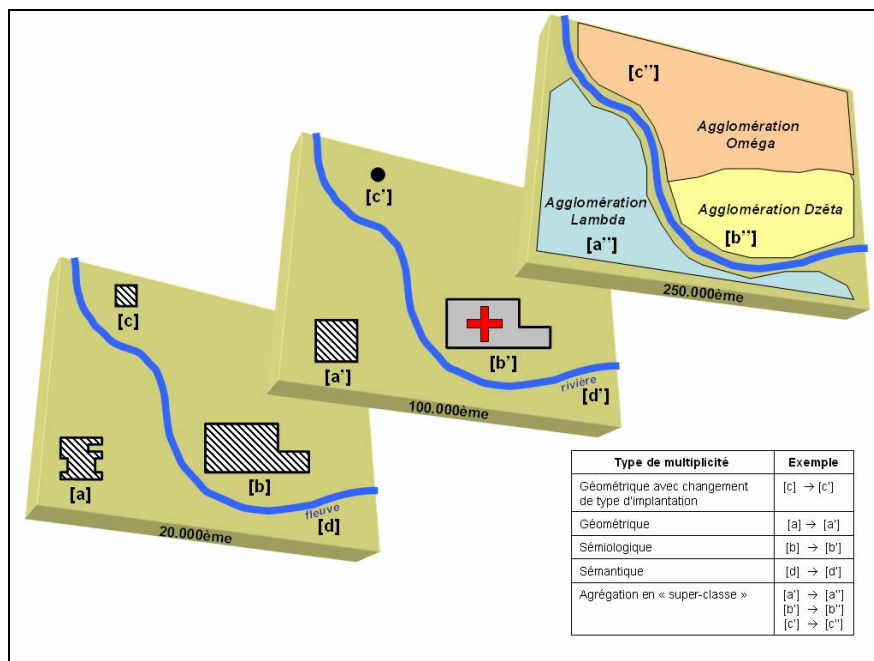 [c'']
Agglomération
Oméga
Agglomération
Lambda
[a'']
Agglomération Dzêta
[b'']
250.000ème
[c']
[a']
[b']
rivière
[d']
100.000ème
[c]
[a]
[b]
fleuve
[d]
20.000ème
Type de multiplicité Exemple
Géométrique avec changement [c] → [c']
de type d'implantation
Géométrique [a] → [a']
Sémiologique [b] → [b']
Sémantique [d] → [d']
Agrégation en « super-classe » [a'] → [a'']
[b'] → [b'']
[c'] → [c'']